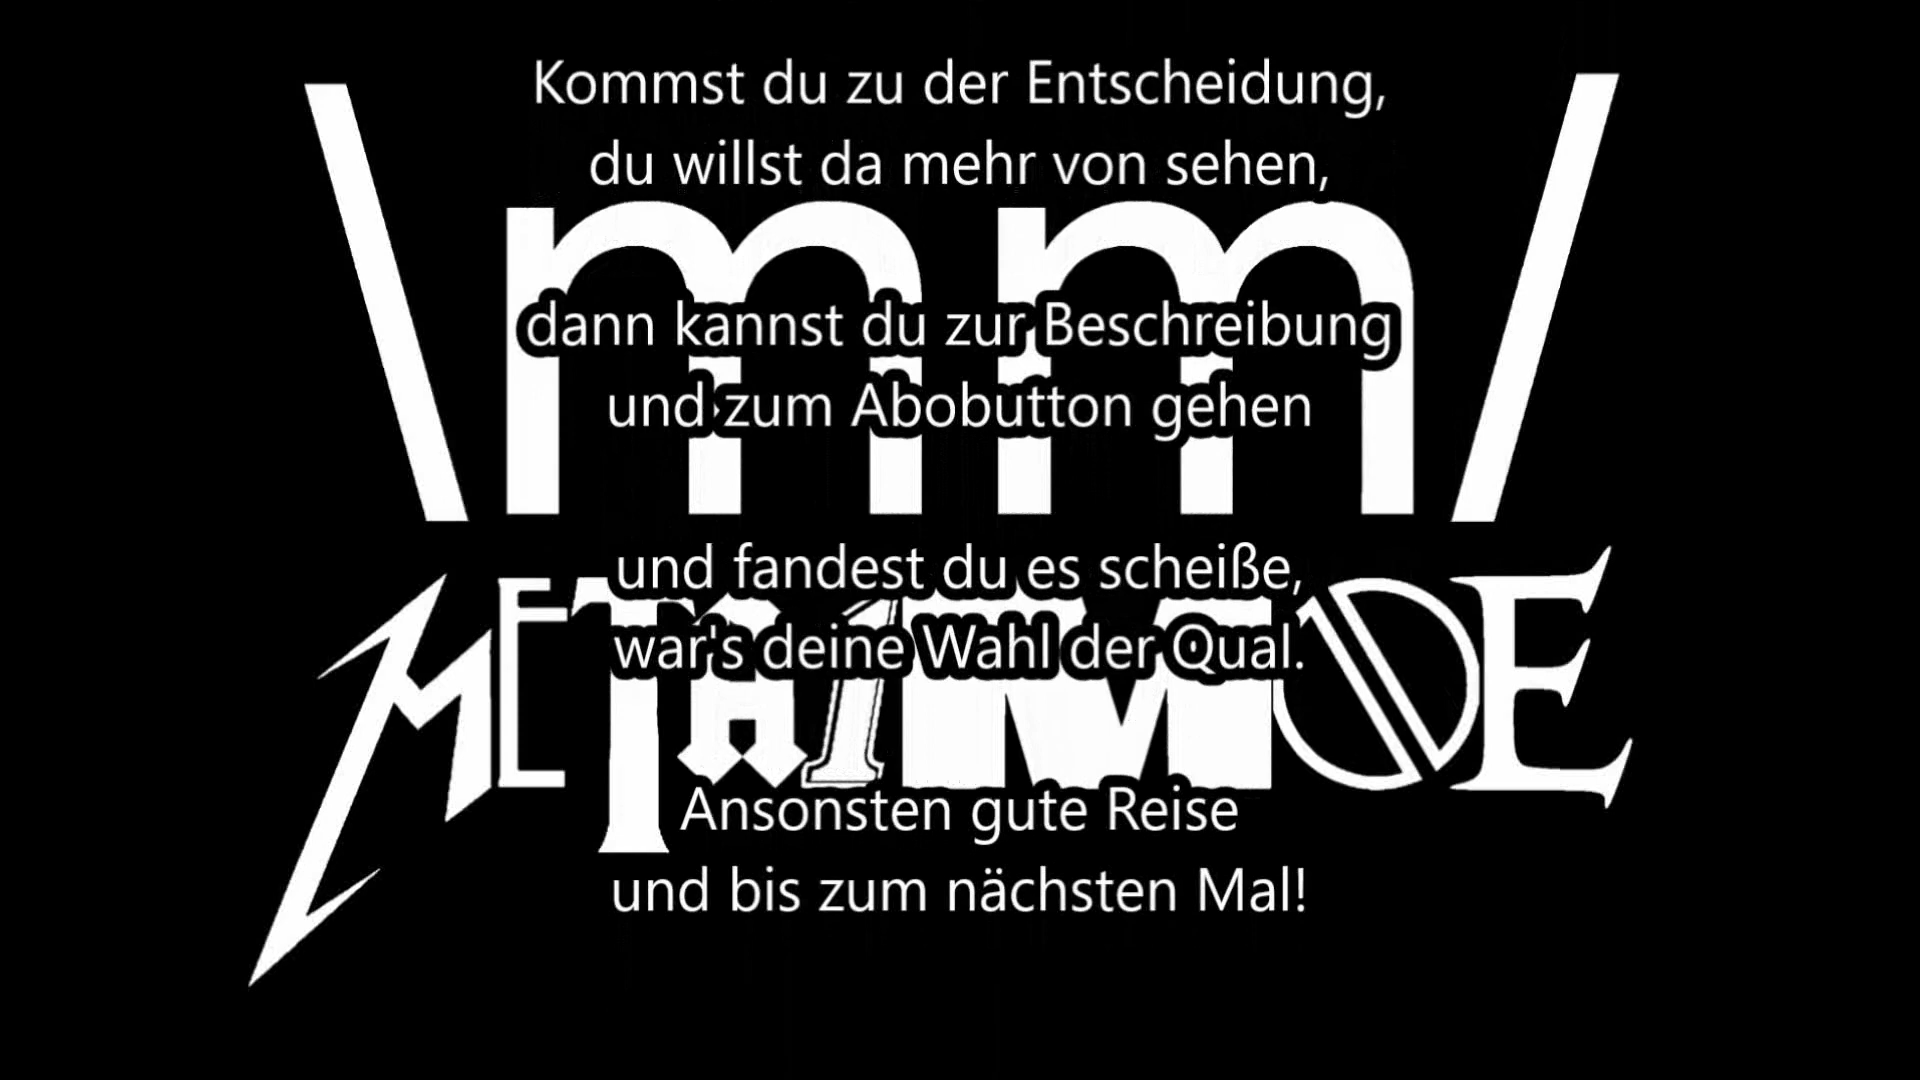 Kommst du zu der Entscheidung,
du willst da mehr von sehen,
\mm/
dann kannst du zur Beschreibung
und zum Abobutton gehen
und fandest du es scheiße,
war's deine Wahl der Qual.
METAlMOE
Ansonsten gute Reise
und bis zum nächsten Mal!